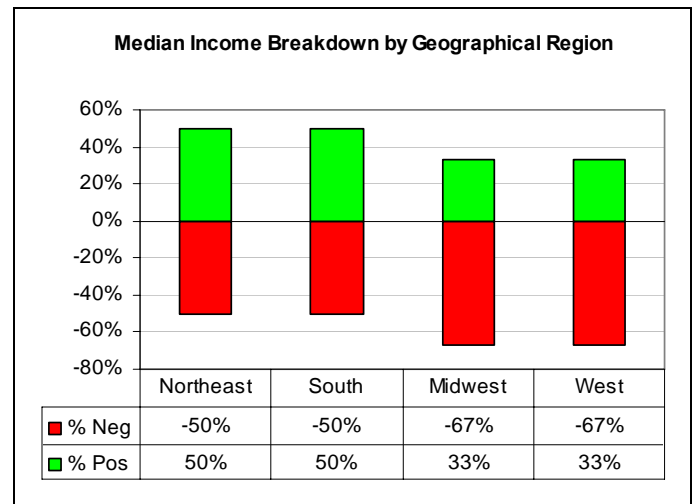 Median Income Breakdown by Geographical Region
60%
40%
20%
0%
-20%
-40%
-60%
-80%
Northeast South Midwest West
% Neg -50% -50% -67% -67%
% Pos 50% 50% 33% 33%